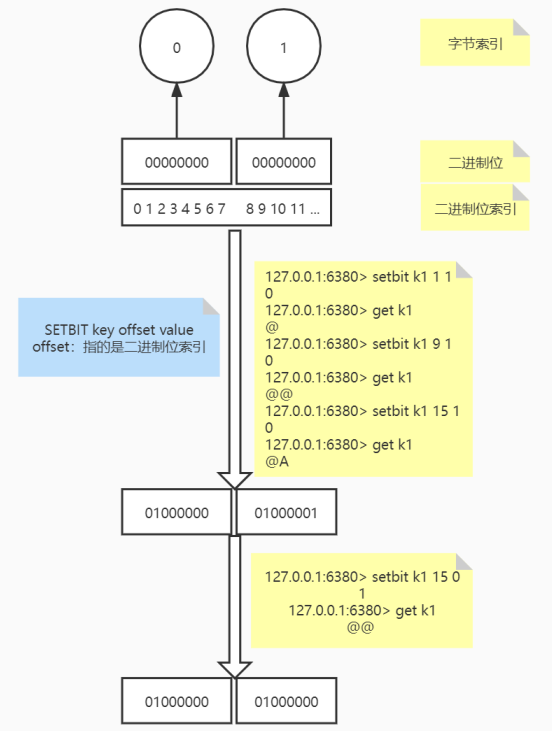 0
1
字节索引
00000000
00000000
二进制位
0 1 2 3 4 5 6 7
8 9 10 11 ...
二进制位索引
127.0.0.1:6380> setbit k1 1 1
0
127.0.0.1:6380> get k1
@
127.0.0.1:6380> setbit k1 9 1
0
127.0.0.1:6380> get k1
@@
127.0.0.1:6380> setbit k1 15 1
0
127.0.0.1:6380> get k1
@A
SETBIT key offset value
offset：指的是二进制位索引
01000000
01000001
127.0.0.1:6380> setbit k1 15 0
1
127.0.0.1:6380> get k1
@@
01000000
01000000